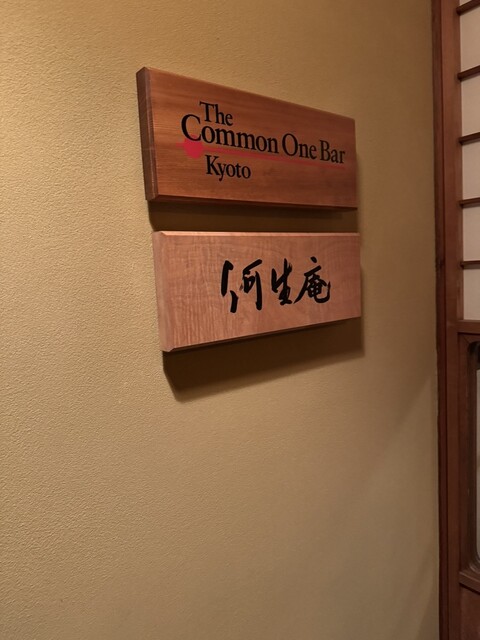 The
Common One Bar
Kyoto
何生庵